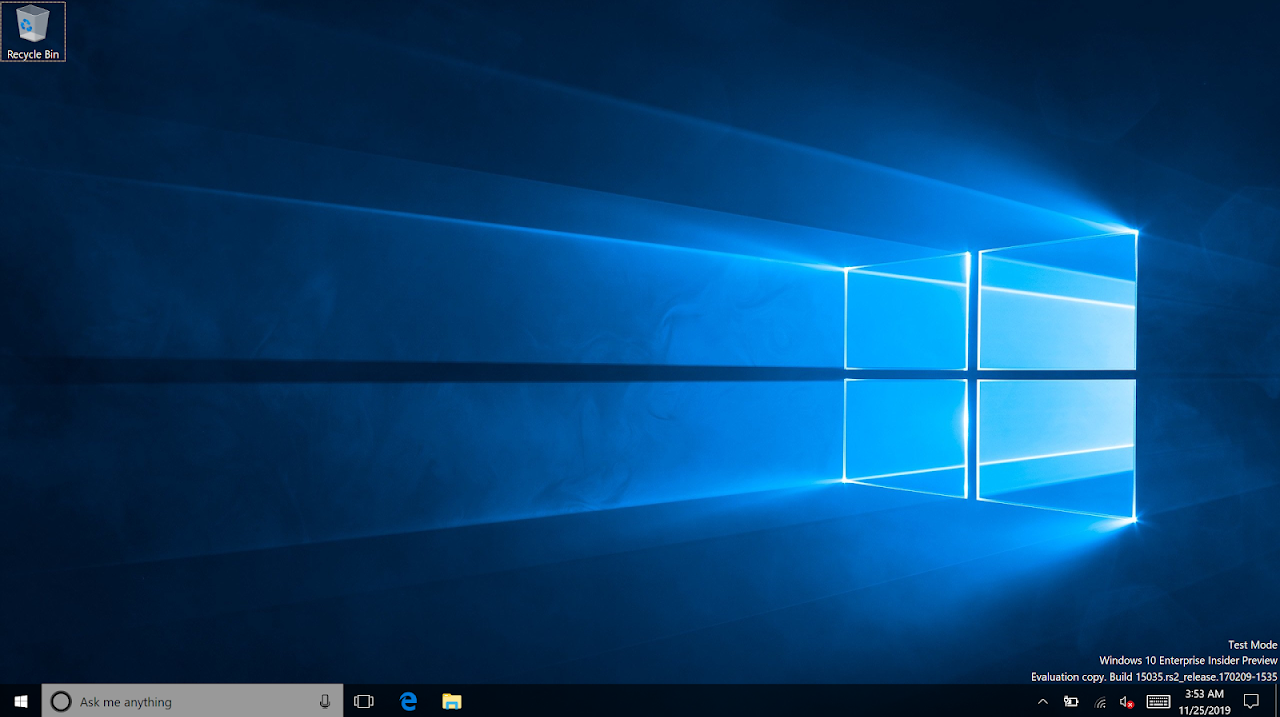 Recycle Bin
Test Mode
Windows 10 Enterprise Insider Preview
Evaluation copy. Build 15035.rs2_release.170209-1535
Ask me anything
3:53 AM
11/25/2019